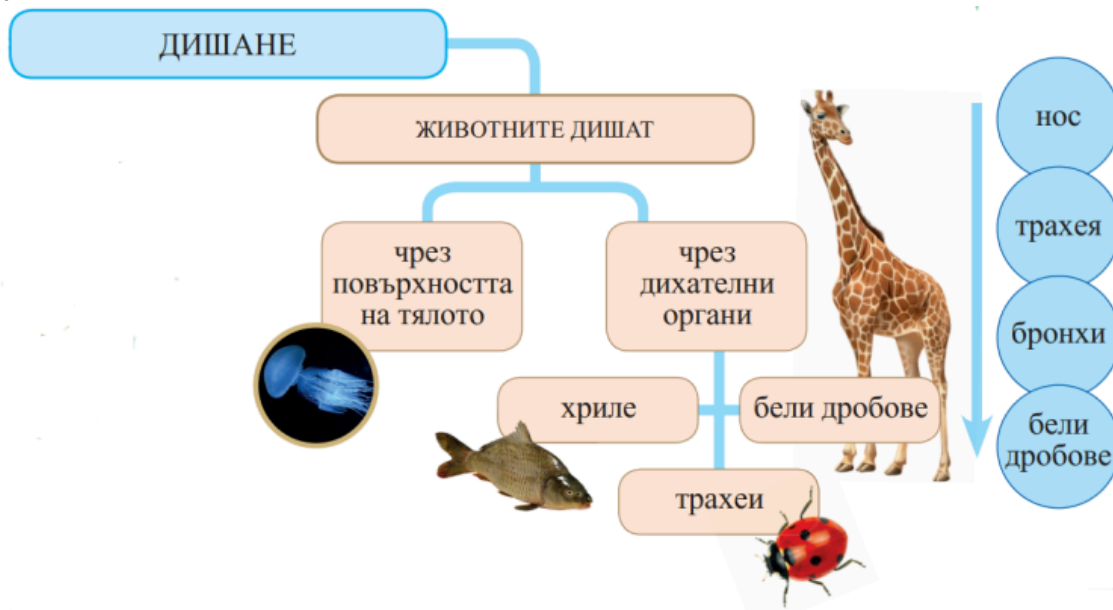 ДИШАНЕ
ЖИВОТНИТЕ ДИШАТ
чрез
повърхността
на тялото
чрез
дихателни
органи
хриле
бели дробове
трахеи
нос
трахея
бронхи
бели
дробове